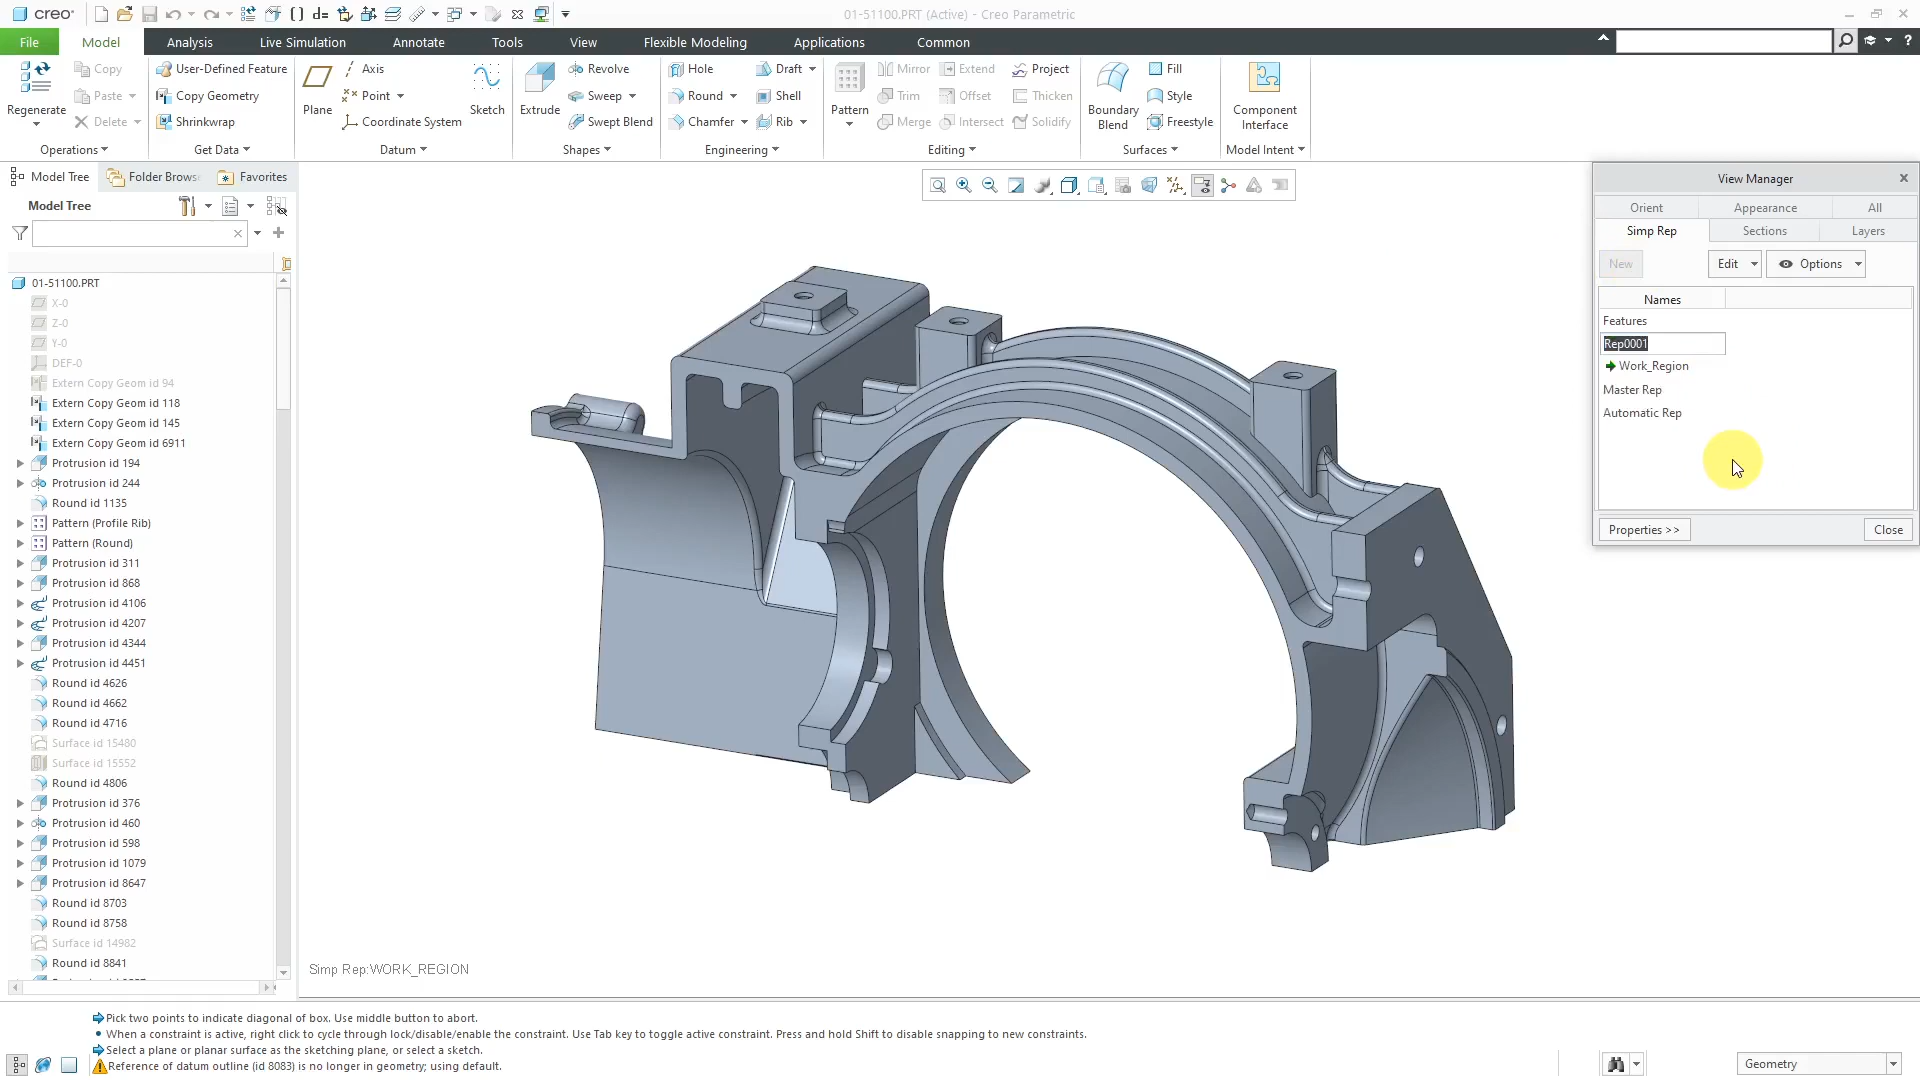 creo
01-51100.PRT (Active) - Creo Parametric
File Model Analysis Live Simulation Annotate Tools View Flexible Modeling Applications Common
Regenerate
Copy
Paste
Delete
Operations
User-Defined Feature
Copy Geometry
Shrinkwrap
Get Data
Plane
Axis
Point
Coordinate System
Sketch
Datum
Extrude
Revolve
Sweep
Swept Blend
Shapes
Hole
Round
Chamfer
Draft
Shell
Rib
Engineering
Pattern
Mirror
Trim
Merge
Extend
Offset
Intersect
Project
Thicken
Solidify
Editing
Boundary
Blend
Fill
Style
Freestyle
Surfaces
Component
Interface
Model Intent
Model Tree Folder Brows Favorites
Model Tree
01-51100.PRT
X-0
Z-0
Y-0
DEF-0
Extern Copy Geom id 94
Extern Copy Geom id 118
Extern Copy Geom id 145
Extern Copy Geom id 6911
Protrusion id 194
Protrusion id 244
Round id 1135
Pattern (Profile Rib)
Pattern (Round)
Protrusion id 311
Protrusion id 868
Protrusion id 4106
Protrusion id 4207
Protrusion id 4344
Protrusion id 4451
Round id 4626
Round id 4662
Round id 4716
Surface id 15480
Surface id 15552
Round id 4806
Protrusion id 376
Protrusion id 460
Protrusion id 598
Protrusion id 1079
Protrusion id 8647
Round id 8703
Round id 8758
Surface id 14982
Round id 8841
View Manager
Orient Appearance All
Simp Rep Sections Layers
New Edit Options
Names
Features
Rep0001
Work_Region
Master Rep
Automatic Rep
Properties >> Close
Simp Rep:WORK_REGION
Pick two points to indicate diagonal of box. Use middle button to abort.
• When a constraint is active, right click to cycle through lock/disable/enable the constraint. Use Tab key to toggle active constraint. Press and hold Shift to disable snapping to new constraints.
Select a plane or planar surface as the sketching plane, or select a sketch.
Reference of datum outline (id 8083) is no longer in geometry; using default.
Geometry